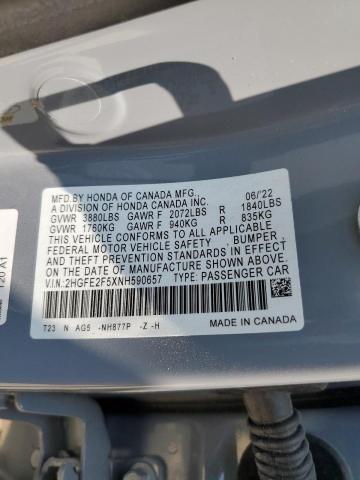 MFD.BY HONDA OF CANADA MFG., 06/'22
A DIVISION OF HONDA CANADA INC.
GVWR 3880LBS GAWR F 2072LBS R 1840LBS
GVWR 1760KG GAWR F 940KG R 835KG
THIS VEHICLE CONFORMS TO ALL APPLICABLE
FEDERAL MOTOR VEHICLE SAFETY, BUMPER,
AND THEFT PREVENTION STANDARDS IN EFFECT
ON THE DATE OF MANUFACTURE SHOWN ABOVE.
V.I.N.:2HGFE2F5XNH590657 TYPE: PASSENGER CAR
T23 N AG5 -NH877P -Z -H
MADE IN CANADA
T20 A1